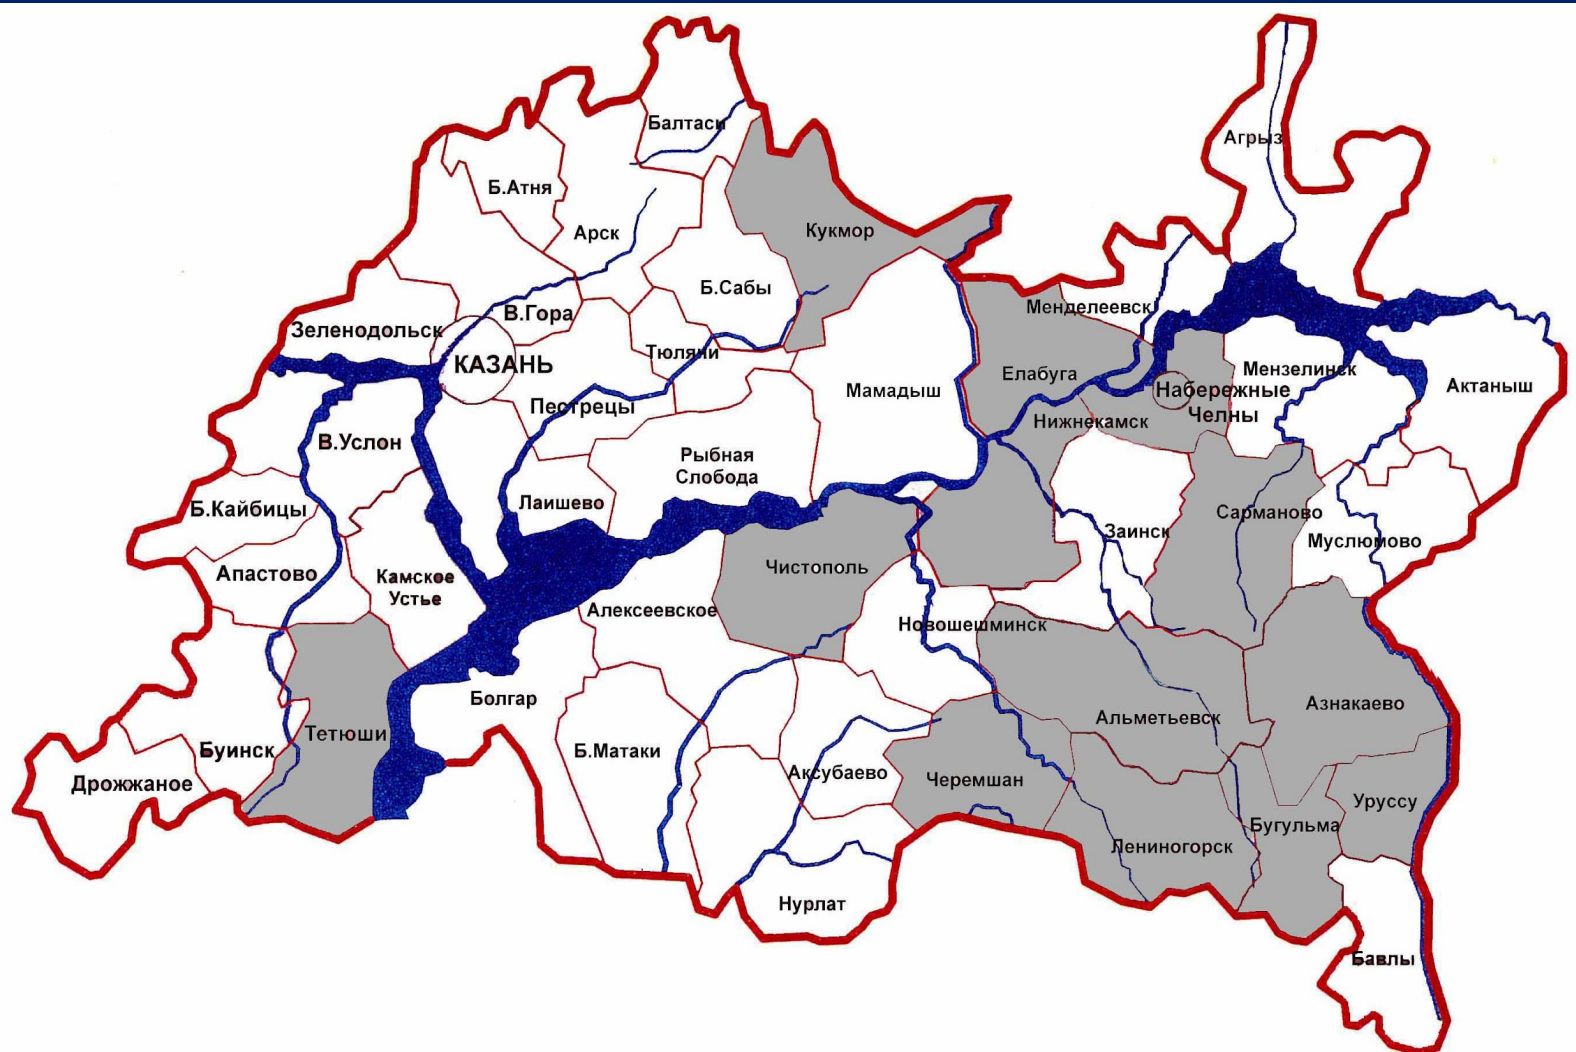 Балтаси
Агрыз
Б.Атня
Арск
Кукмор
Б.Сабы
Менделеевск
Зеленодольск
В.Гора
КАЗАНЬ
Тюлячи
Елабуга
Мензелинск
Мамадыш
Набережные
Челны
Актаныш
Пестрецы
Нижнекамск
В.Услон
Рыбная
Слобода
Б.Кайбицы
Лаишево
Сарманово
Заинск
Муслюмово
Апастово
Камское
Устье
Чистополь
Алексеевское
Новошешминск
Болгар
Азнакаево
Альметьевск
Тетюши
Буинск
Б.Матаки
Дрожжаное
Аксубаево
Черемшан
Уруссу
Бугульма
Лениногорск
Нурлат
Бавлы